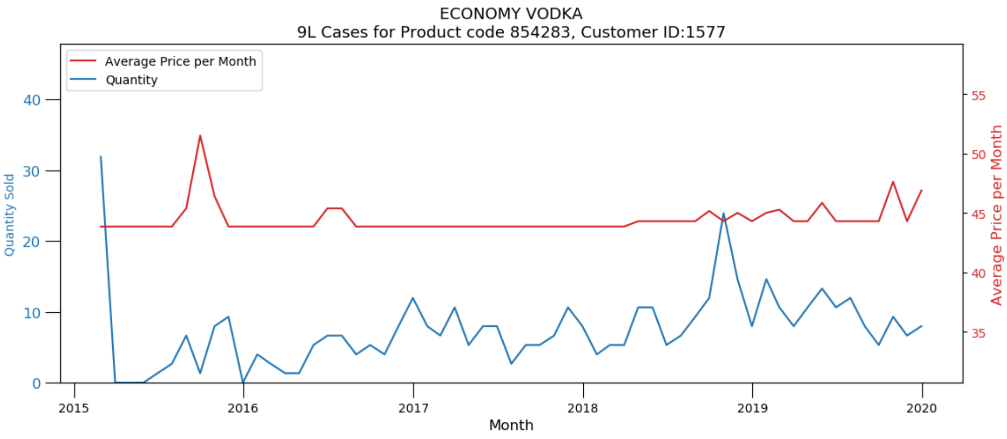 ECONOMY VODKA
9L Cases for Product code 854283, Customer ID:1577
Average Price per Month
Quantity
Quantity Sold
40
30
20
10
0
55
50
45
40
35
Average Price per Month
2015 2016 2017 2018 2019 2020
Month